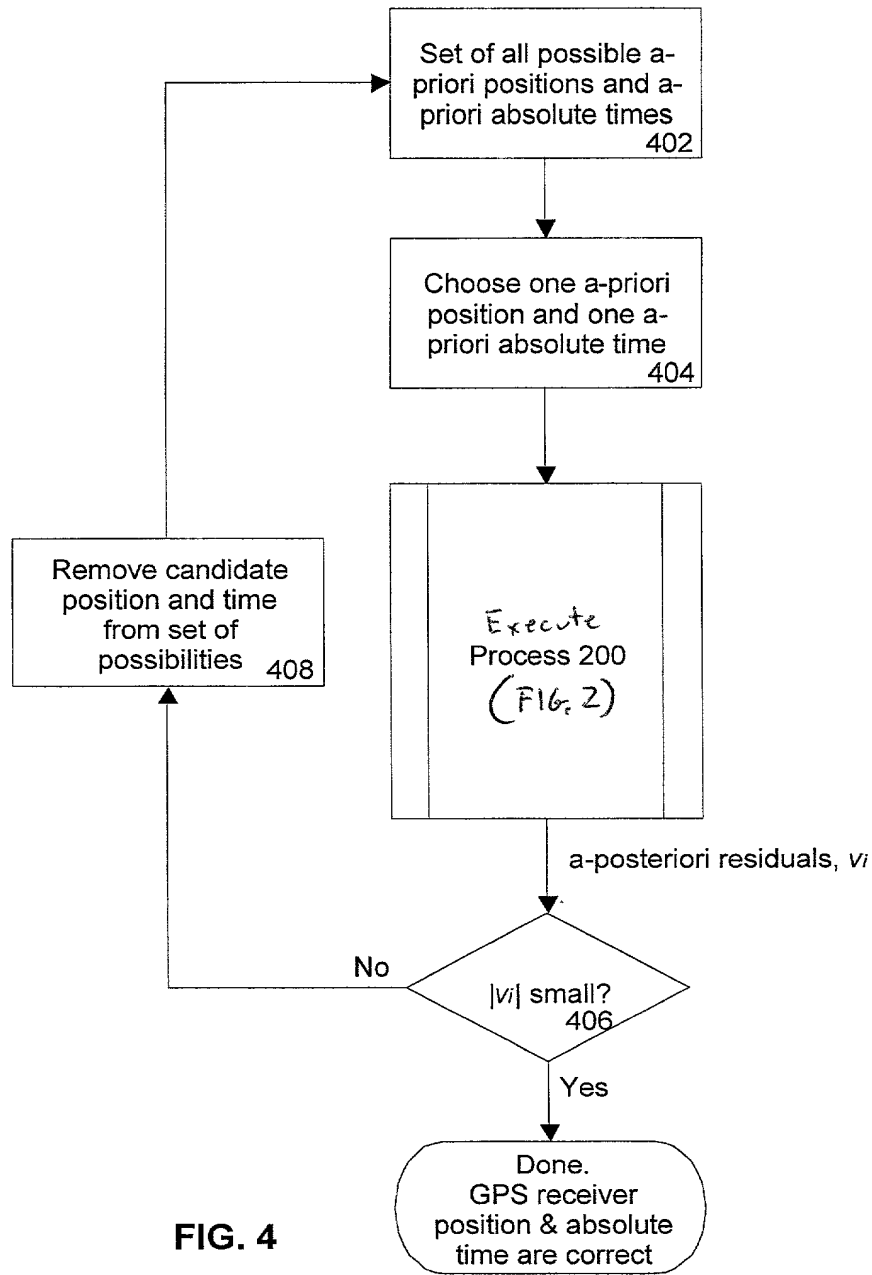 Set of all possible a-
priori positions and a-
priori absolute times
402
Choose one a-priori
position and one a-
priori absolute time
404
Execute
Process 200
(FIG. 2)
a-posteriori residuals, vi
|vi| small?
406
No
Yes
Remove candidate
position and time
from set of
possibilities
408
Done.
GPS receiver
position & absolute
time are correct
FIG. 4